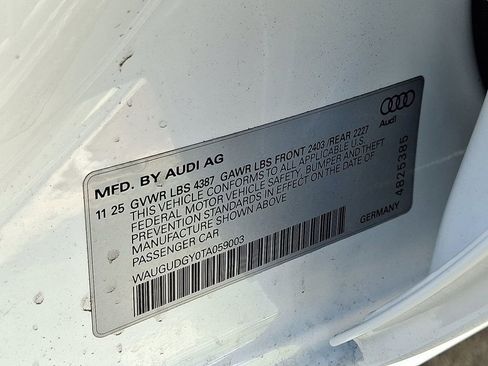 Audi
MFD. BY AUDI AG
11 25 GVWR LBS 4387 GAWR LBS FRONT 2403 /REAR 2227
THIS VEHICLE CONFORMS TO ALL APPLICABLE U.S.
FEDERAL MOTOR VEHICLE SAFETY, BUMPER AND THEFT
PREVENTION STANDARDS IN EFFECT ON DATE OF
MANUFACTURE SHOWN ABOVE
PASSENGER CAR
GERMANY
WAUGUDGY0TA059003
4825385